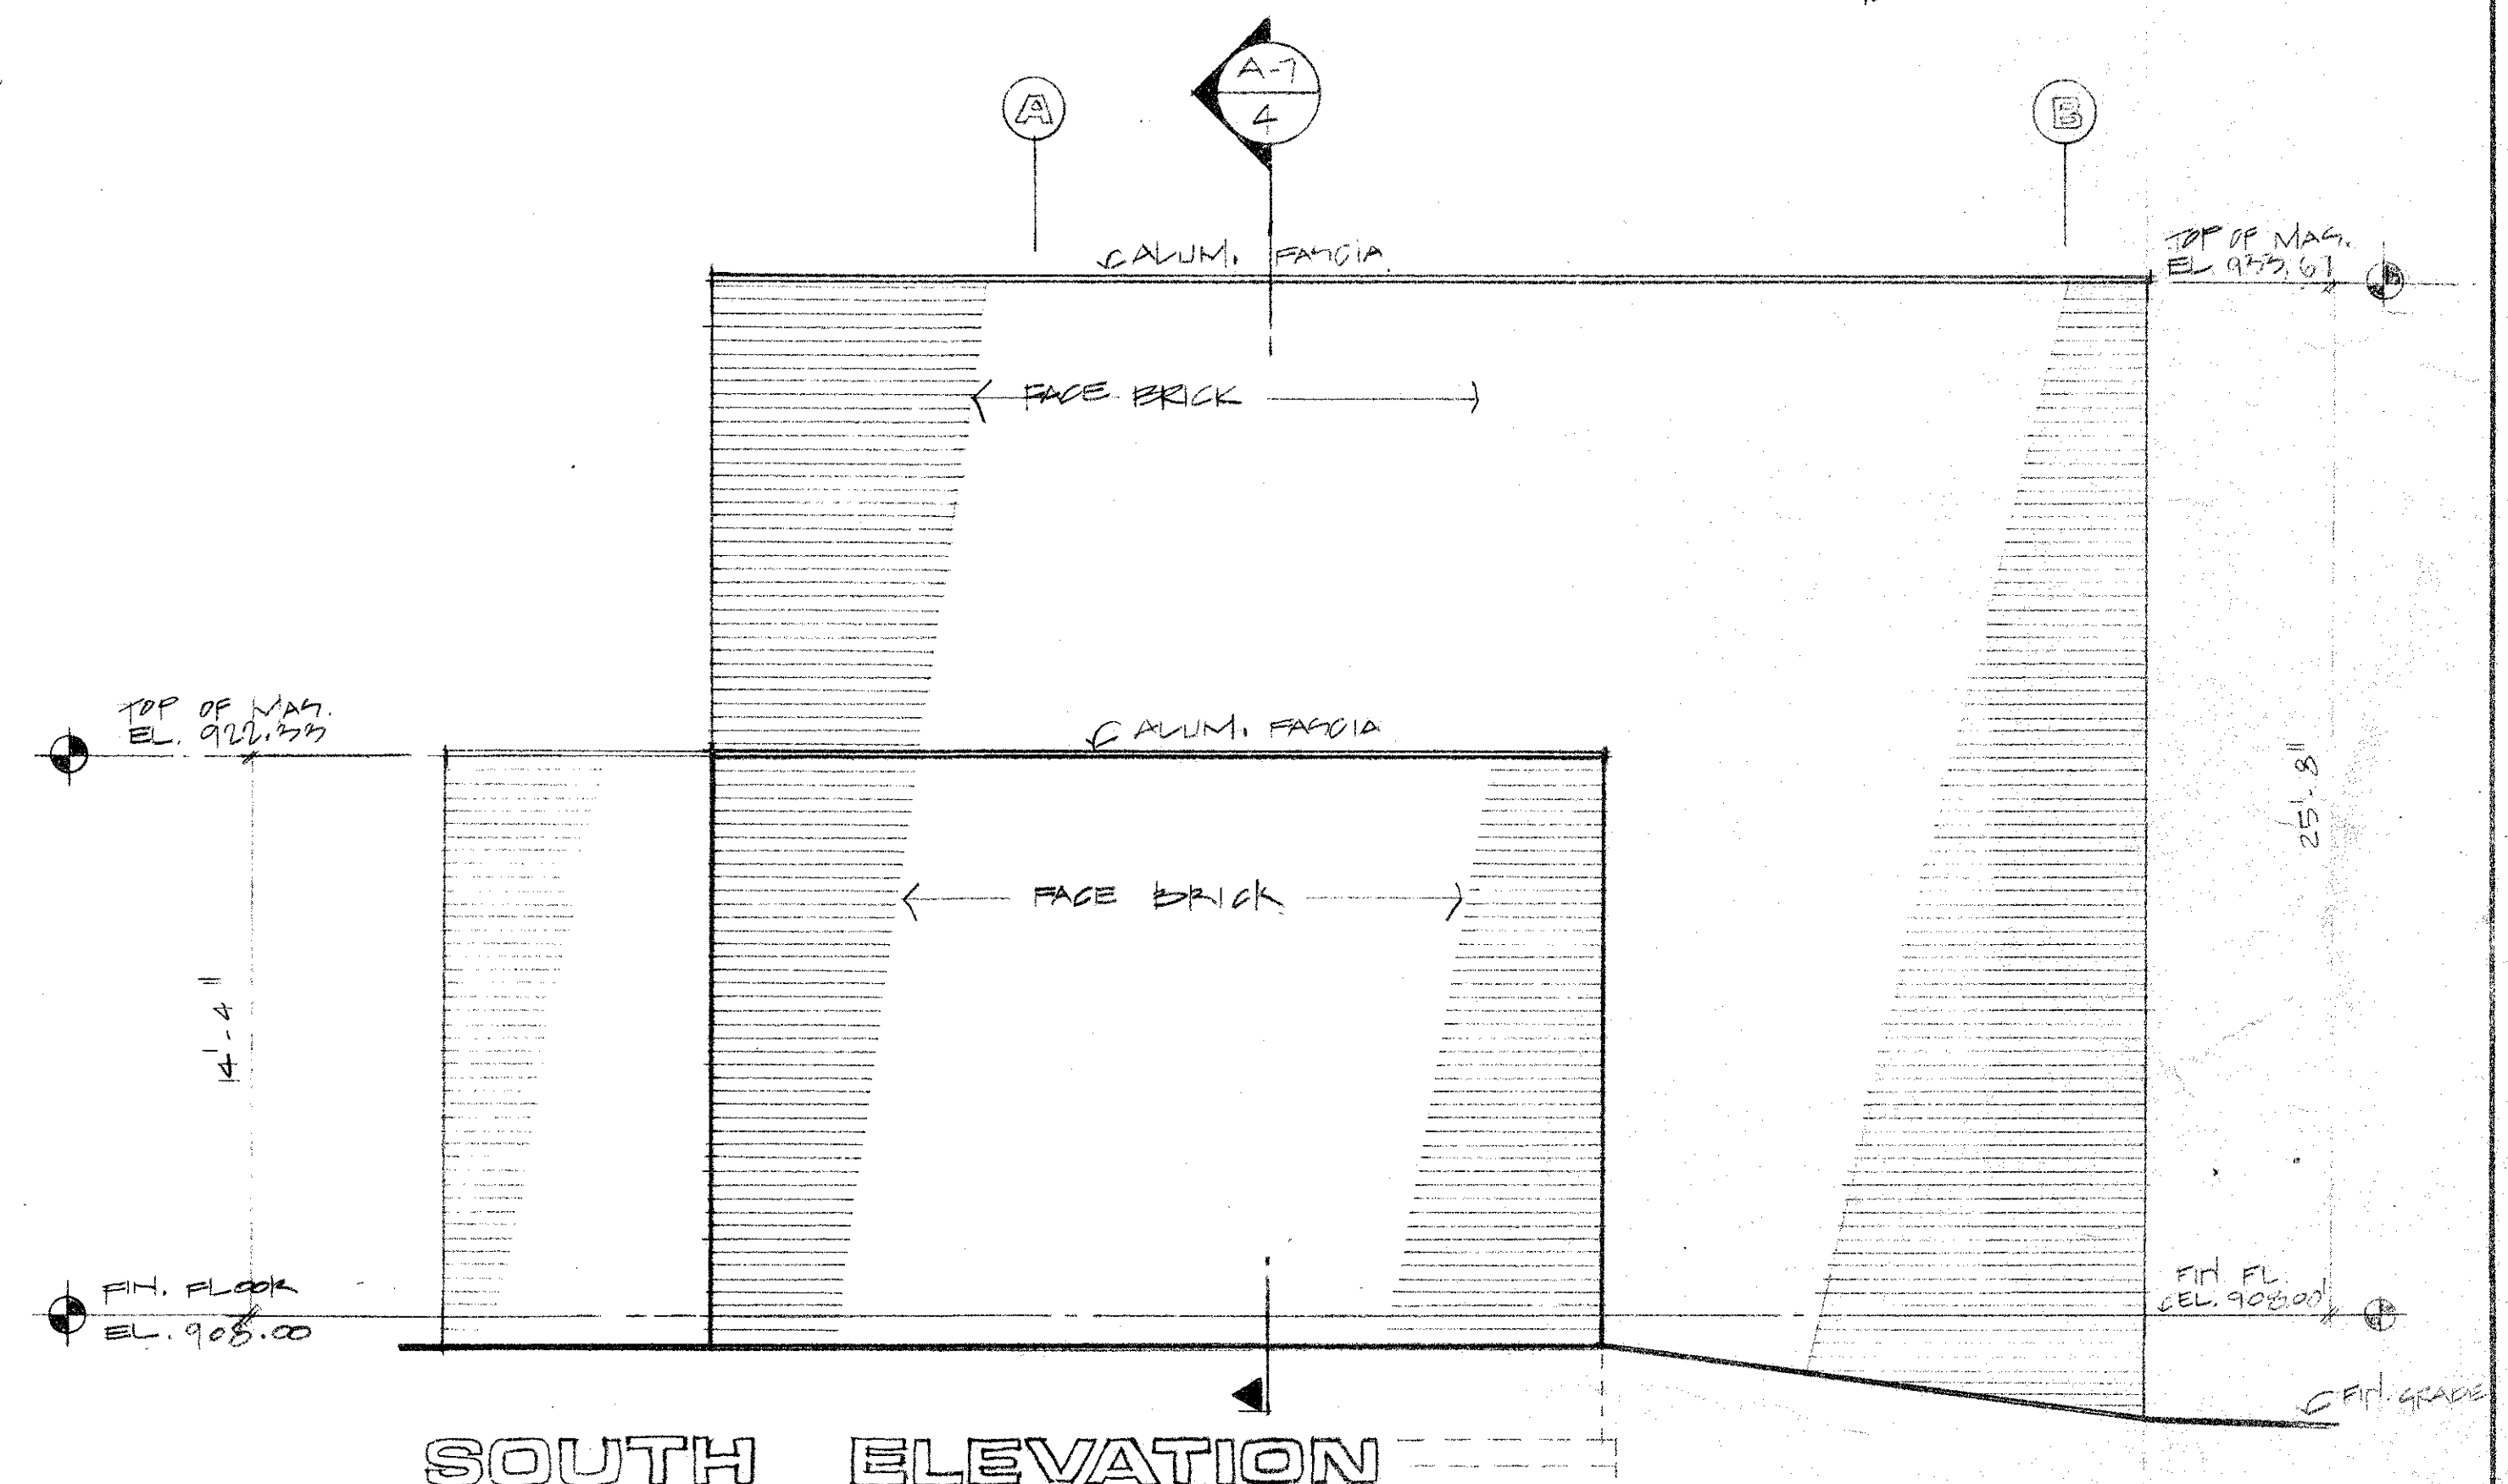 A
A-7
4
B
ALUM. FASCIA
TOP OF MAS.
EL. 933.67
FACE BRICK
TOP OF MAS.
EL. 922.33
ALUM. FASCIA
25'-8"
FACE BRICK
14'-4"
FIN. FLOOR
EL. 908.00
FIN FL.
EL. 908.00
FIN. GRADE
SOUTH ELEVATION